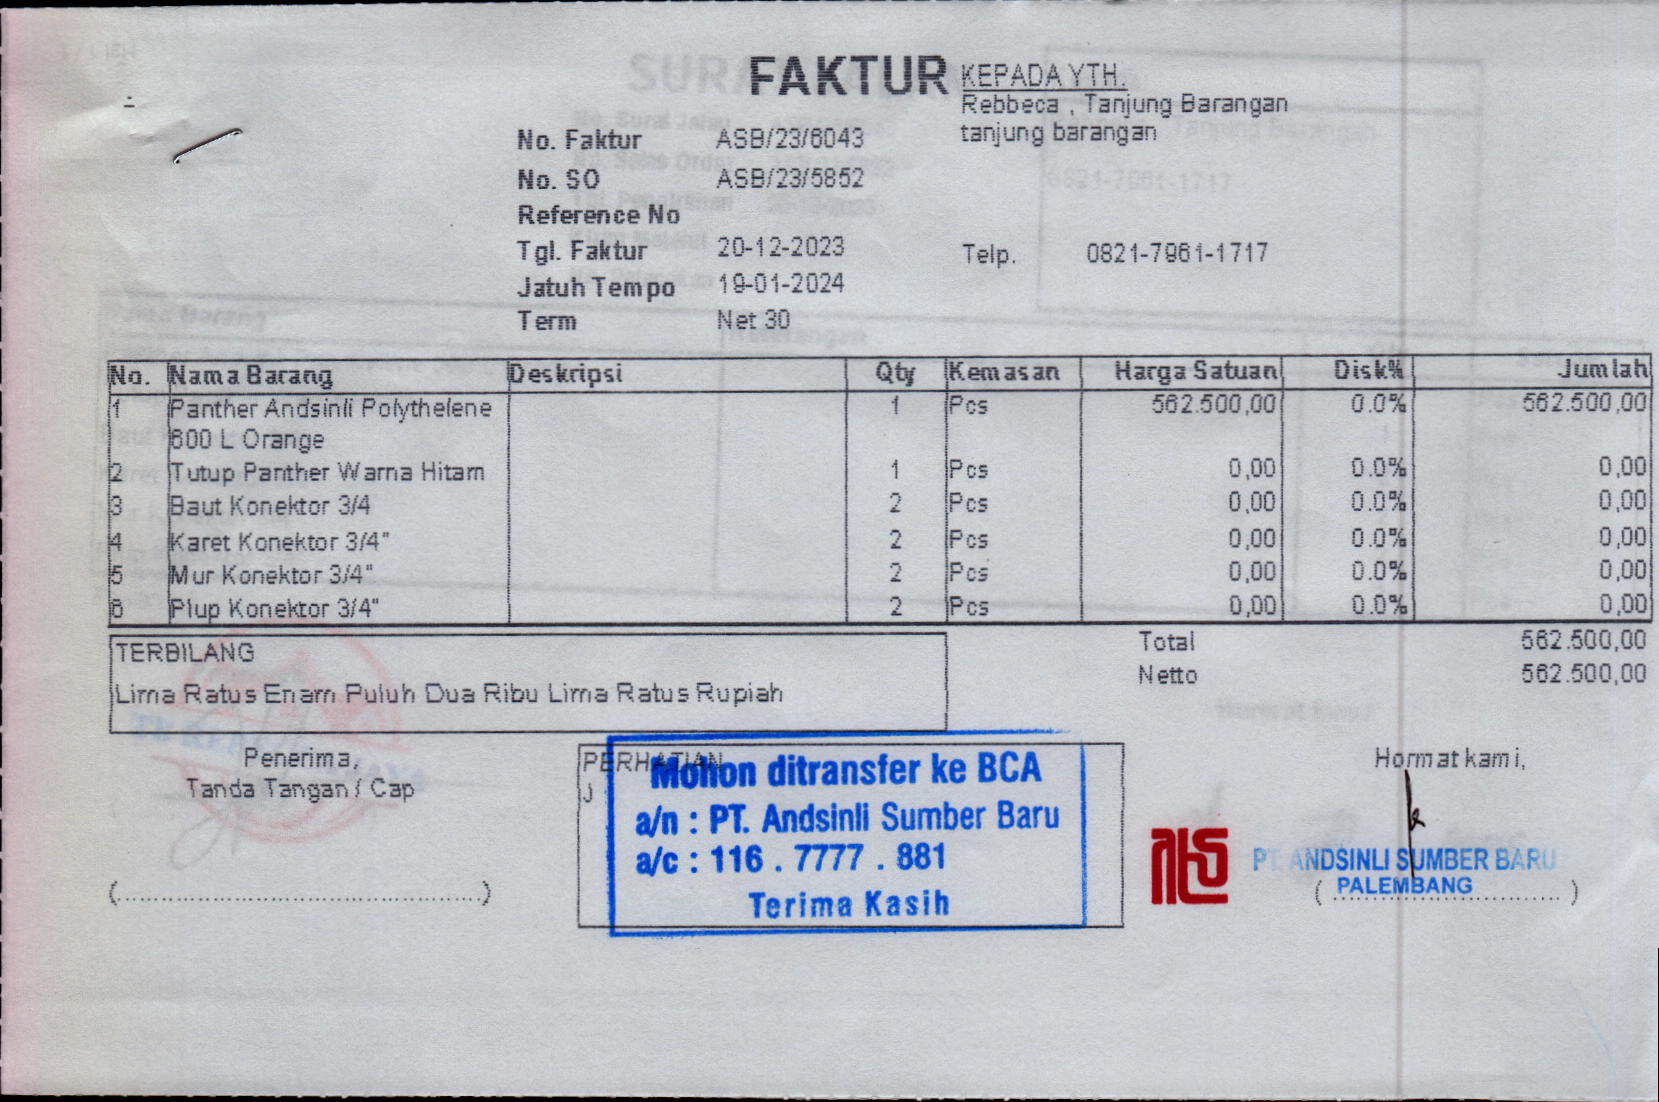 FAKTUR
KEPADA YTH.
Rebbeca , Tanjung Barangan
tanjung barangan
No. Faktur ASB/23/6043
No. SO ASB/23/5852
Reference No
Tgl. Faktur 20-12-2023
Telp. 0821-7961-1717
Jatuh Tempo 19-01-2024
Term Net 30
No. Nama Barang Deskripsi Qty Kemasan Harga Satuan Disk% Jumlah
1 Panther Andsinli Polythelene 1 Pcs 562.500,00 0.0% 562.500,00
600 L Orange
2 Tutup Panther Warna Hitam 1 Pcs 0,00 0.0% 0,00
3 Baut Konektor 3/4 2 Pcs 0,00 0.0% 0,00
4 Karet Konektor 3/4" 2 Pcs 0,00 0.0% 0,00
5 Mur Konektor 3/4" 2 Pcs 0,00 0.0% 0,00
6 Plup Konektor 3/4" 2 Pcs 0,00 0.0% 0,00
Total 562.500,00
Netto 562.500,00
TERBILANG
Lima Ratus Enam Puluh Dua Ribu Lima Ratus Rupiah
Penerima,
Tanda Tangan / Cap
(................................................)
PERHATIAN
J
Mohon ditransfer ke BCA
a/n : PT. Andsinli Sumber Baru
a/c : 116 . 7777 . 881
Terima Kasih
Hormat kami,
PT. ANDSINLI SUMBER BARU
PALEMBANG
( .............................. )